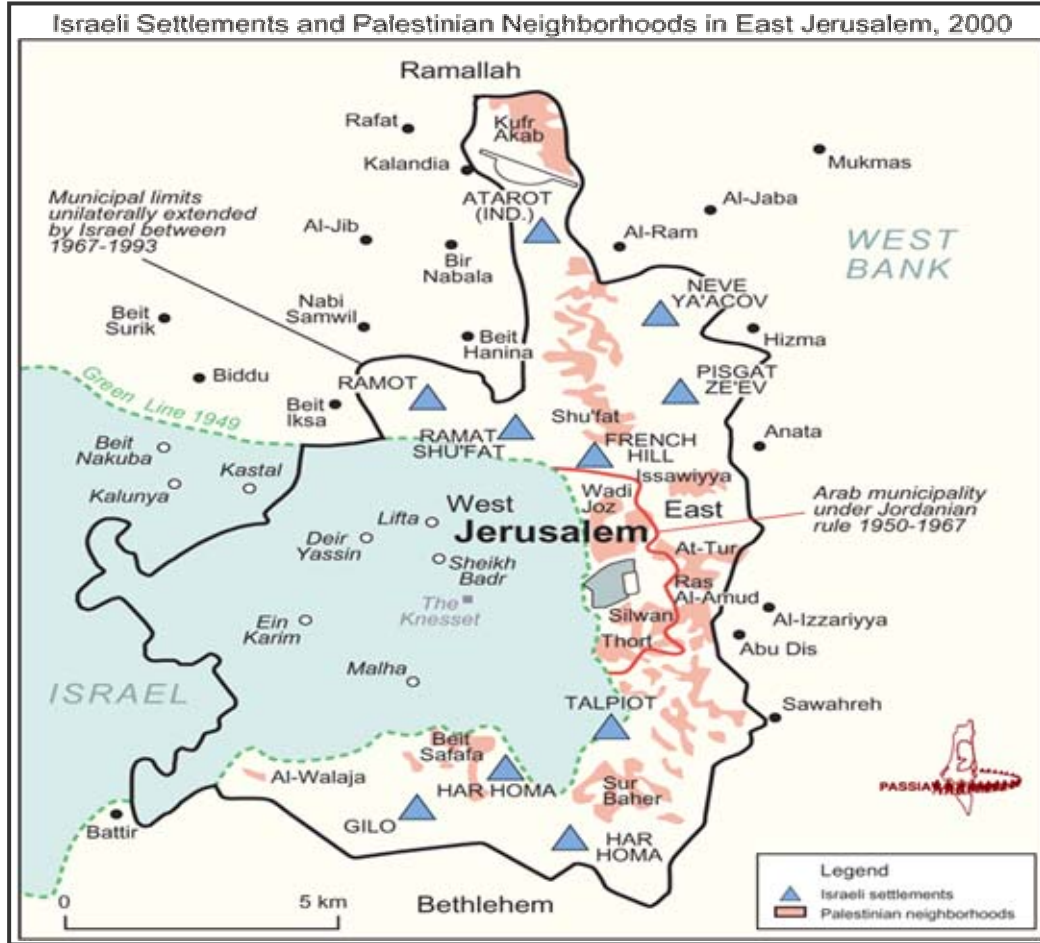 Israeli Settlements and Palestinian Neighborhoods in East Jerusalem, 2000
Ramallah
Rafat
Kufr
Akab
Kalandia
Mukmas
Municipal limits
unilaterally extended
by Israel between
1967-1993
ATAROT
(IND.)
Al-Jaba
Al-Jib
Bir
Nabala
Al-Ram
WEST
BANK
NEVE
YA'ACOV
Beit
Surik
Nabi
Samwil
Beit
Hanina
Hizma
Green Line 1949
Biddu
RAMOT
PISGAT
ZE'EV
Beit
Iksa
Shu'fat
RAMAT
SHU'FAT
FRENCH
HILL
Anata
Beit
Nakuba
Kastal
Kalunya
Issawiyya
Wadi
Joz
West
East
Jerusalem
Arab municipality
under Jordanian
rule 1950-1967
Lifta
Deir
Yassin
Sheikh
Badr
At-Tur
The
Knesset
Ras
Al-Amud
Ein
Karim
Silwan
Al-Izzariyya
Thori
Abu Dis
Malha
ISRAEL
TALPIOT
Sawahreh
Beit
Safafa
Al-Walaja
HAR HOMA
Sur
Baher
PASSIA
GILO
Battir
HAR
HOMA
Legend
Israeli settlements
Palestinian neighborhoods
0
5 km
Bethlehem